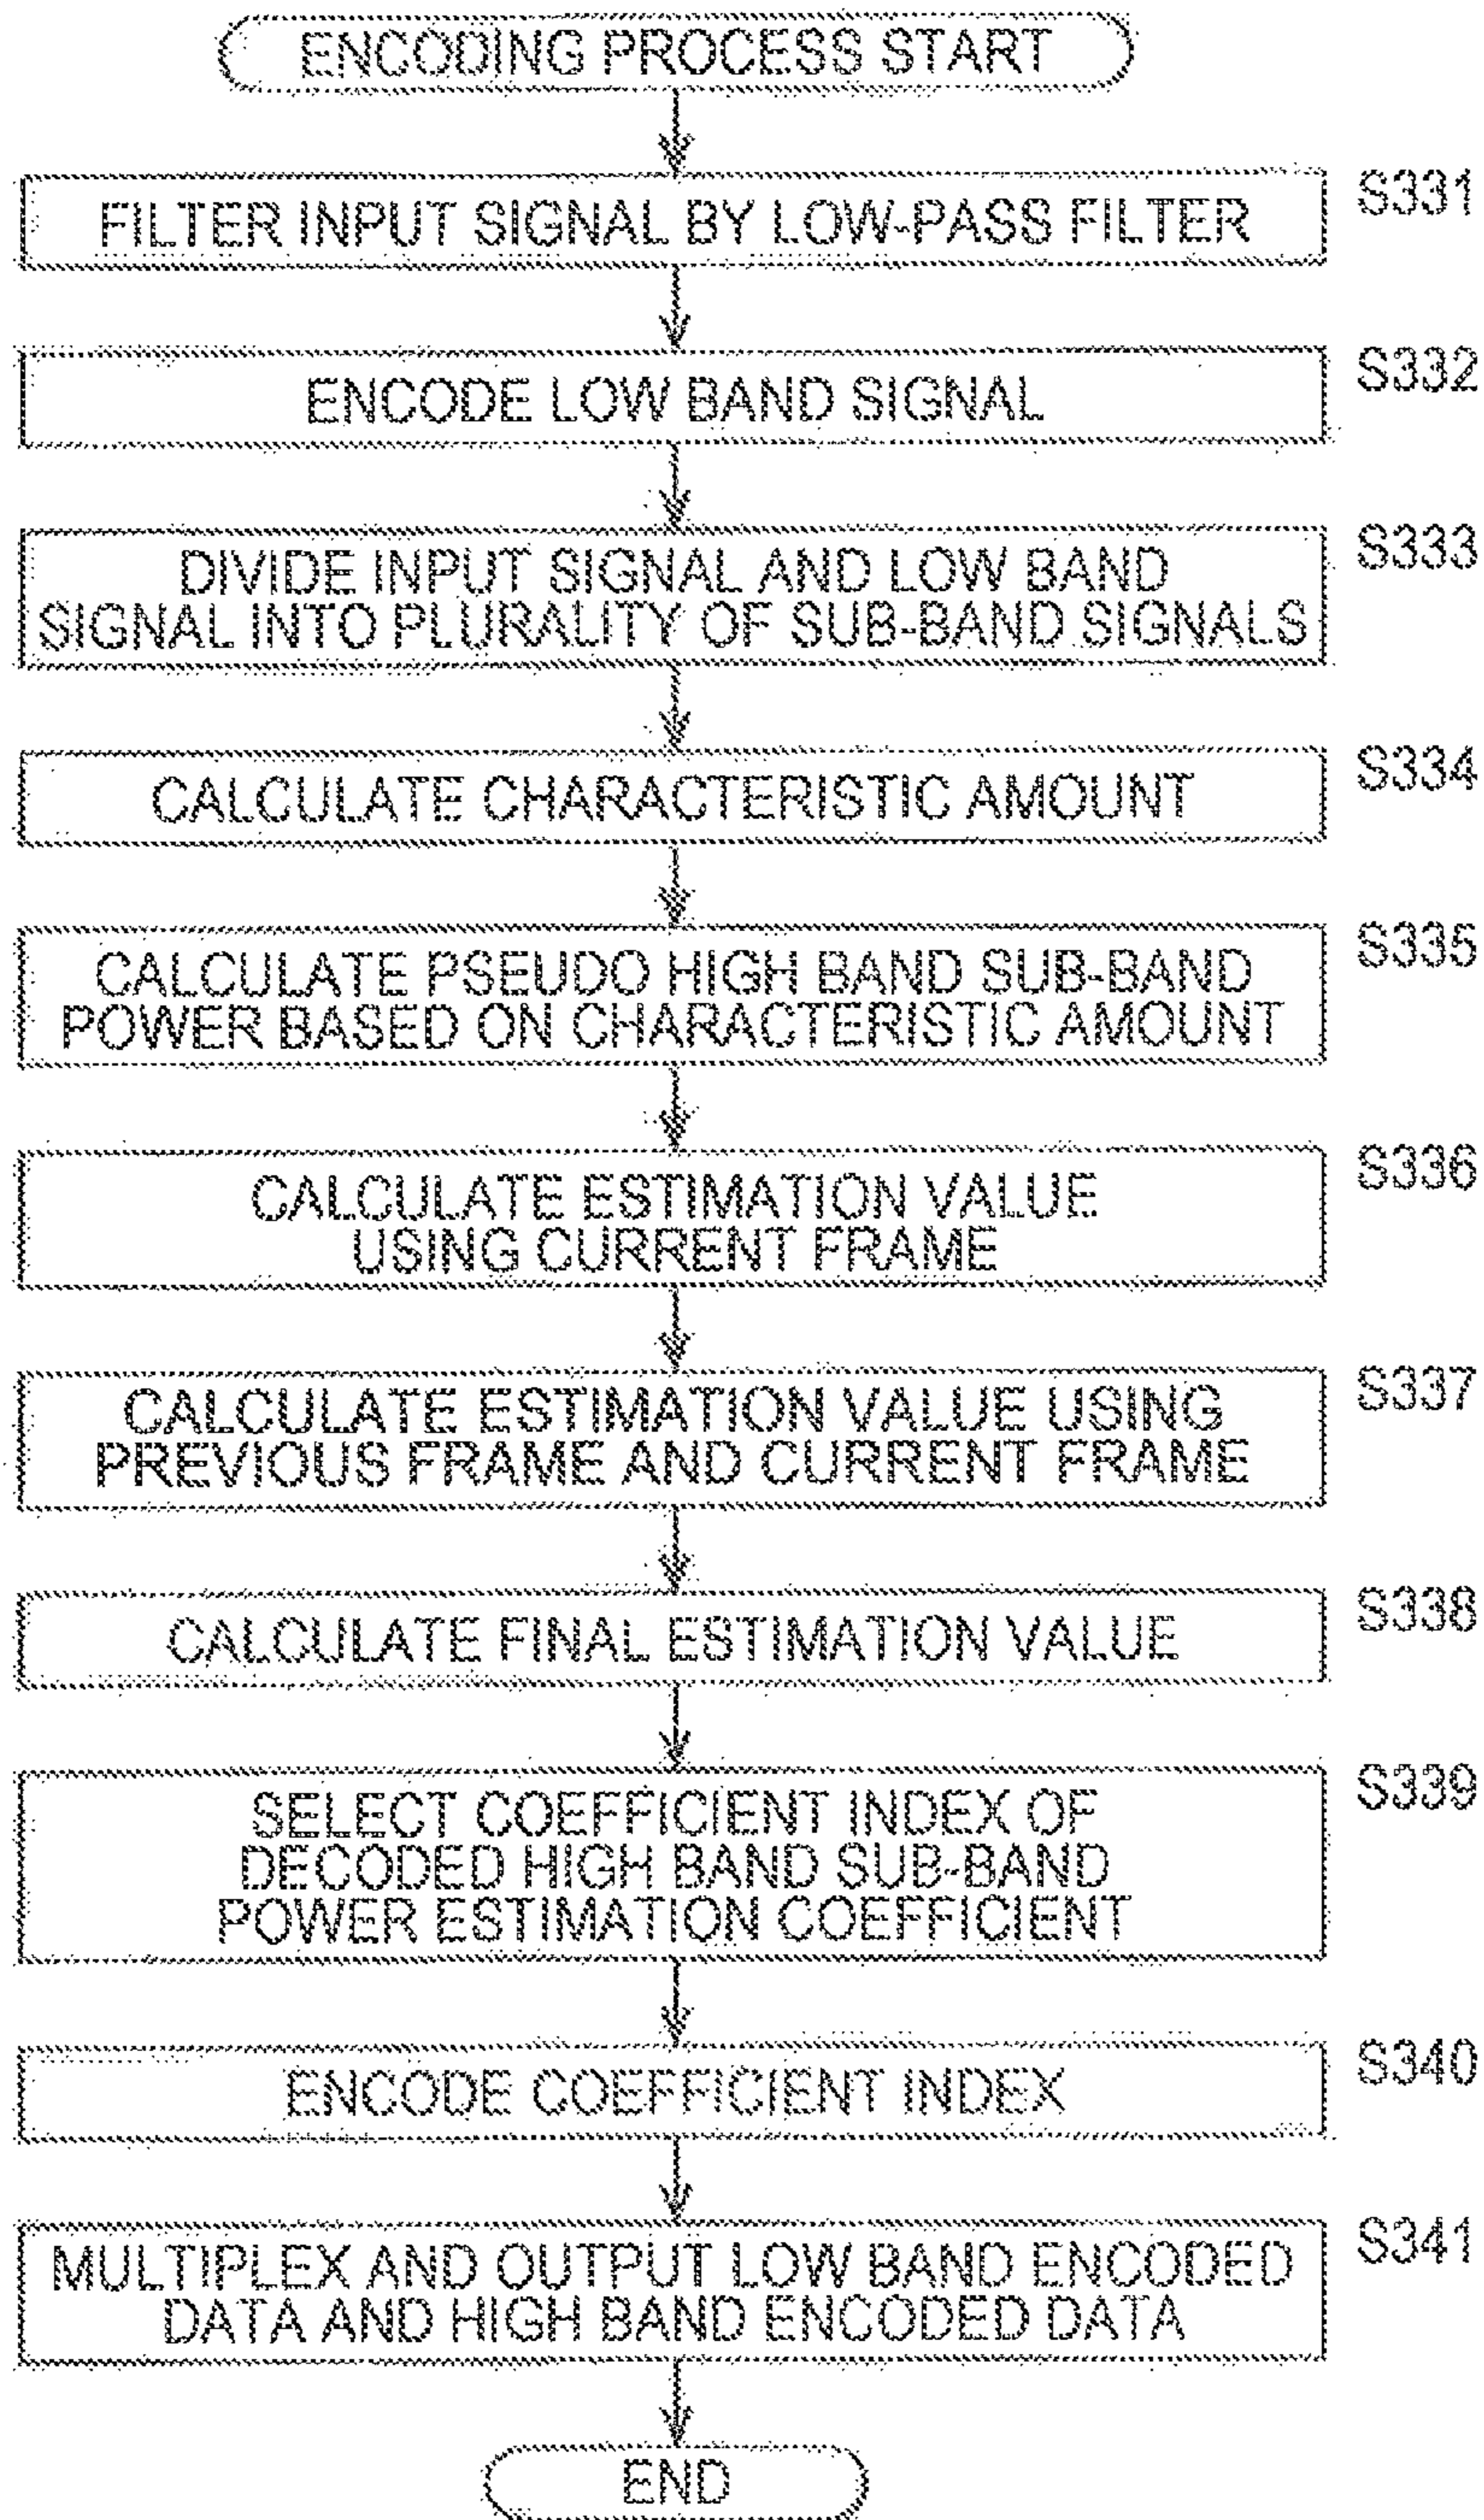 ENCODING PROCESS START
S331
FILTER INPUT SIGNAL BY LOW-PASS FILTER
S332
ENCODE LOW BAND SIGNAL
S333
DIVIDE INPUT SIGNAL AND LOW BAND
SIGNAL INTO PLURALITY OF SUB-BAND SIGNALS
S334
CALCULATE CHARACTERISTIC AMOUNT
S335
CALCULATE PSEUDO HIGH BAND SUB-BAND
POWER BASED ON CHARACTERISTIC AMOUNT
S336
CALCULATE ESTIMATION VALUE
USING CURRENT FRAME
S337
CALCULATE ESTIMATION VALUE USING
PREVIOUS FRAME AND CURRENT FRAME
S338
CALCULATE FINAL ESTIMATION VALUE
S339
SELECT COEFFICIENT INDEX OF
DECODED HIGH BAND SUB-BAND
POWER ESTIMATION COEFFICIENT
S340
ENCODE COEFFICIENT INDEX
S341
MULTIPLEX AND OUTPUT LOW BAND ENCODED
DATA AND HIGH BAND ENCODED DATA
END